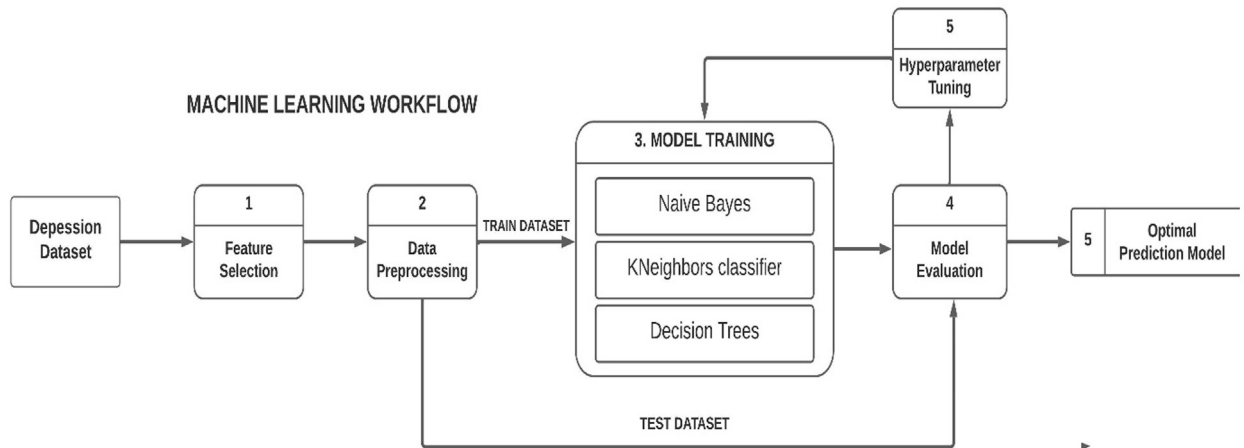 MACHINE LEARNING WORKFLOW
Depession
Dataset
1
Feature
Selection
2
Data
Preprocessing
TRAIN DATASET
3. MODEL TRAINING
Naive Bayes
KNeighbors classifier
Decision Trees
4
Model
Evaluation
5
Hyperparameter
Tuning
5
Optimal
Prediction Model
TEST DATASET